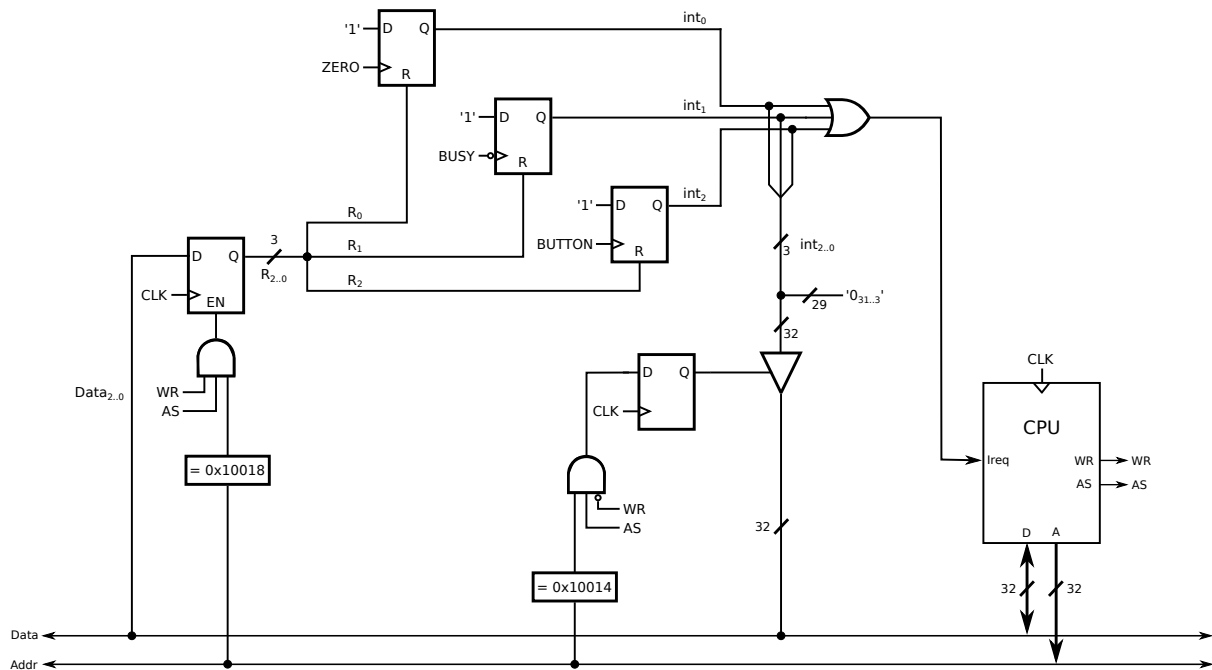 int₀
'1'
D
Q
ZERO
R
'1'
D
Q
int₁
BUSY
R
'1'
D
Q
int₂
BUTTON
R
R₀
R₁
R₂
3
R₂..₀
D
Q
CLK
EN
3
int₂..₀
29
'0₃₁..₃'
32
Data₂..₀
WR
AS
D
Q
CLK
CLK
CPU
Ireq
WR
WR
AS
AS
= 0x10018
WR
AS
32
D
A
32
32
= 0x10014
Data
Addr